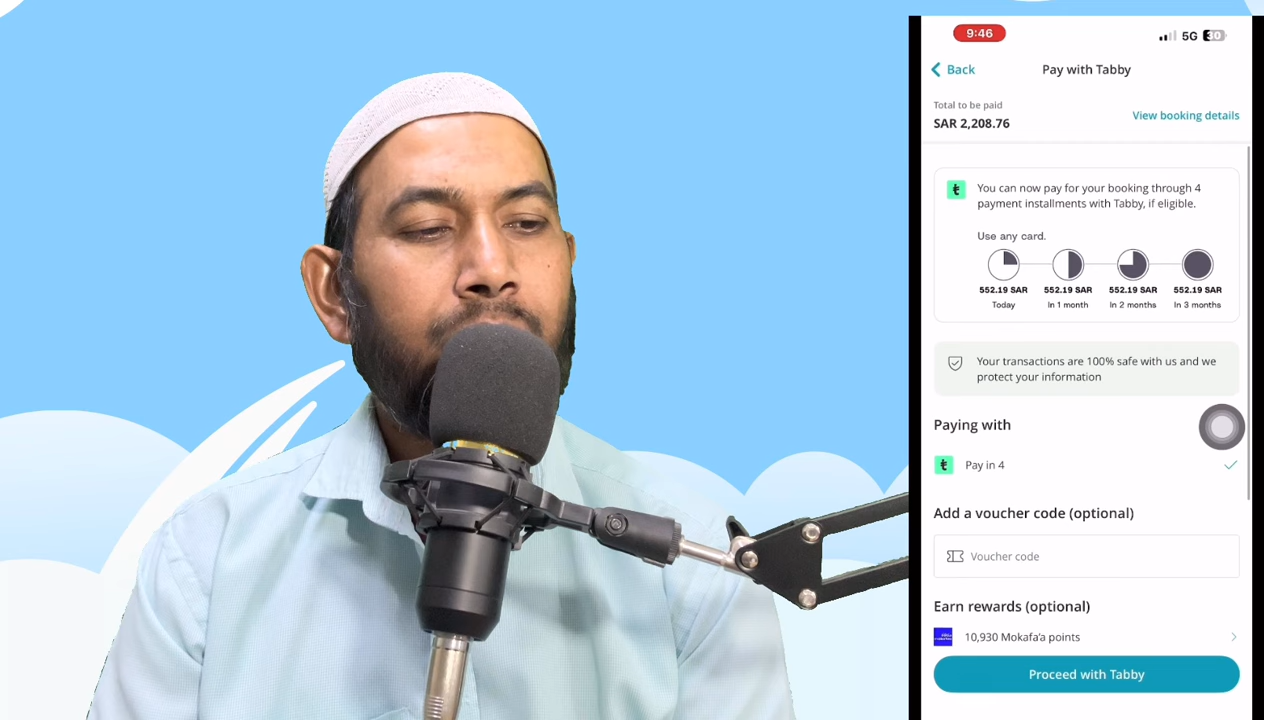 9:46
5G
30
Back
Pay with Tabby
Total to be paid
SAR 2,208.76
View booking details
You can now pay for your booking through 4
payment installments with Tabby, if eligible.
Use any card.
552.19 SAR
552.19 SAR
552.19 SAR
552.19 SAR
Today
In 1 month
In 2 months
In 3 months
Your transactions are 100% safe with us and we
protect your information
Paying with
Pay in 4
Add a voucher code (optional)
Voucher code
Earn rewards (optional)
10,930 Mokafa'a points
Proceed with Tabby